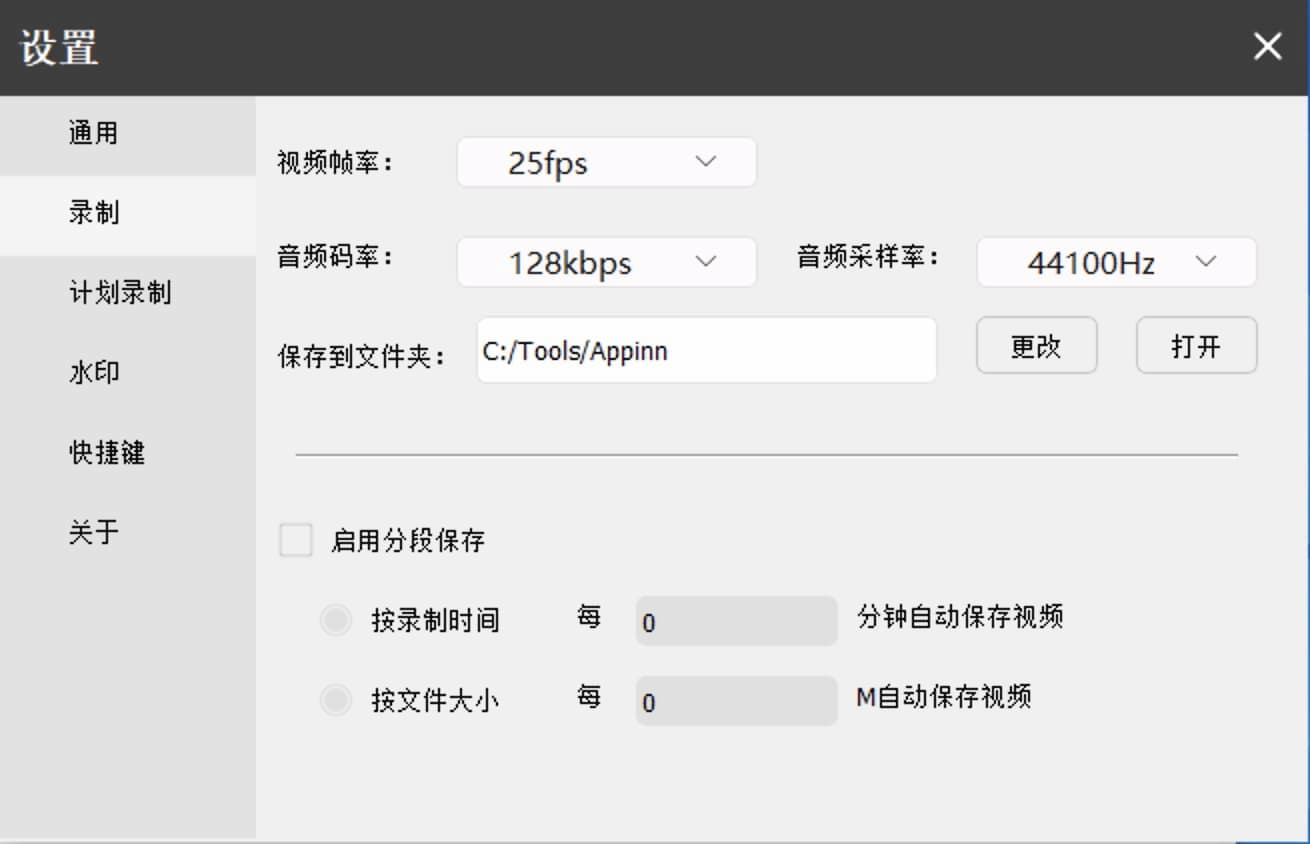 设置
通用
录制
计划录制
水印
快捷键
关于
视频帧率： 25fps
音频码率： 128kbps 音频采样率： 44100Hz
保存到文件夹： C:/Tools/Appinn 更改 打开
启用分段保存
按录制时间 每 0 分钟自动保存视频
按文件大小 每 0 M自动保存视频